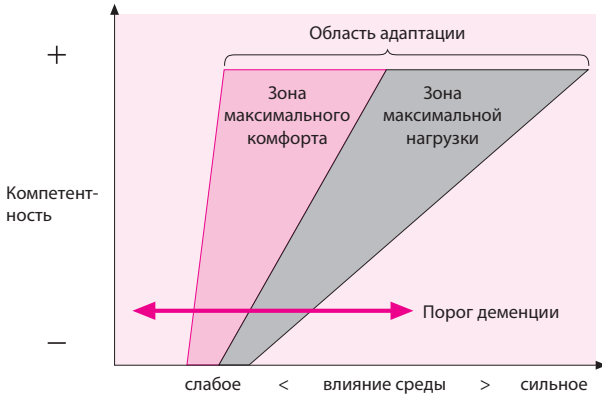 Область адаптации
+
Зона
максимального
комфорта
Зона
максимальной
нагрузки
Компетент-
ность
Порог деменции
–
слабое < влияние среды > сильное